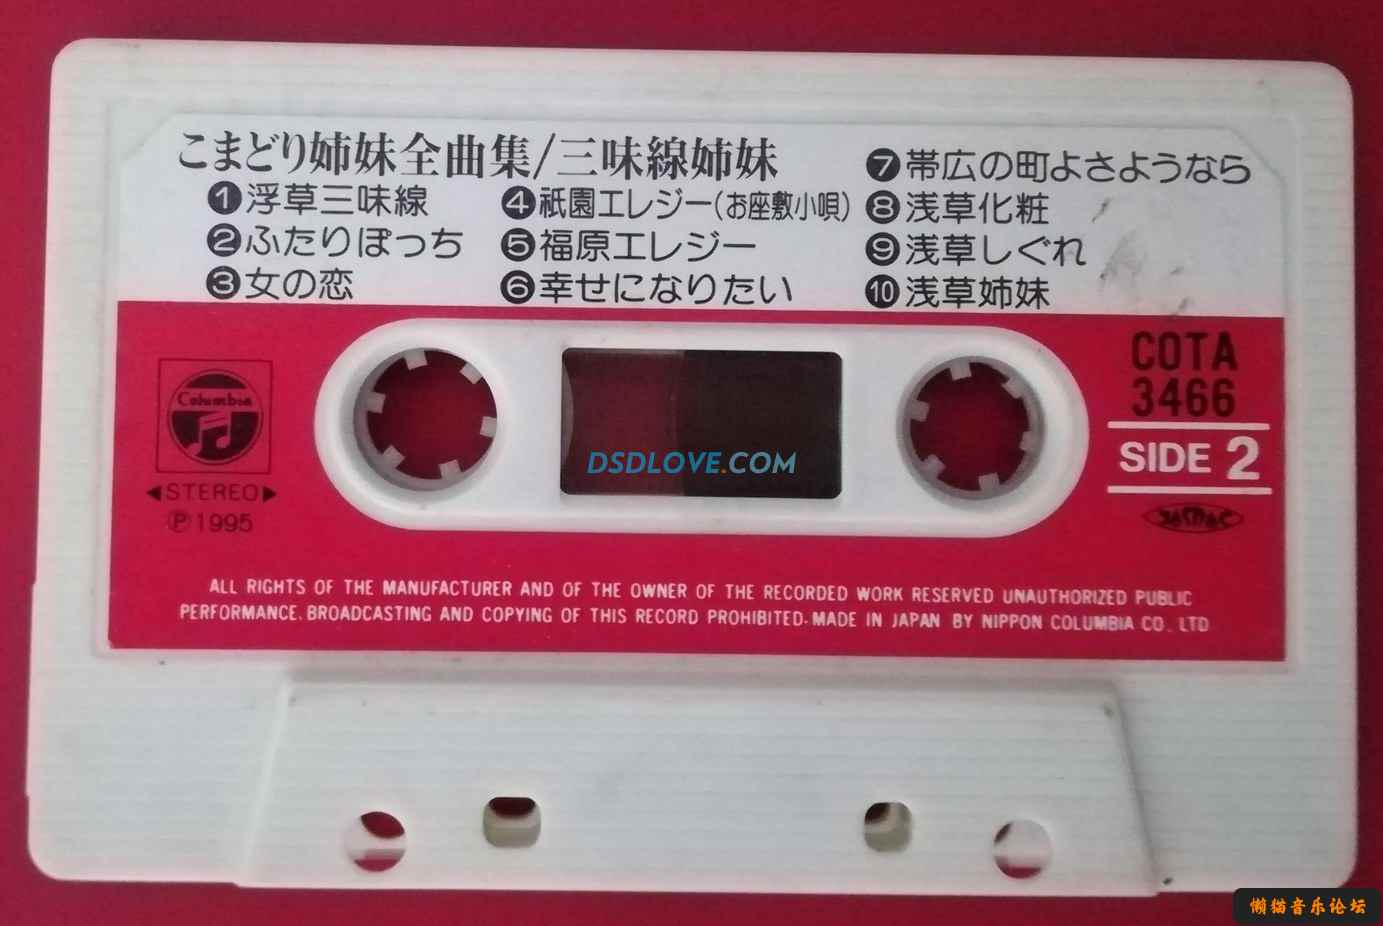 こまどり姉妹全曲集/三味線姉妹
❶浮草三味線
❷ふたりぼっち
❸女の恋
❹祇園エレジー(お座敷小唄)
❺福原エレジー
❻幸せになりたい
❼帯広の町よさようなら
❽浅草化粧
❾浅草しぐれ
❿浅草姉妹
Columbia
◀STEREO▶
Ⓟ1995
COTA
3466
SIDE 2
JASRAC
DSDLOVE.COM
ALL RIGHTS OF THE MANUFACTURER AND OF THE OWNER OF THE RECORDED WORK RESERVED UNAUTHORIZED PUBLIC
PERFORMANCE. BROADCASTING AND COPYING OF THIS RECORD PROHIBITED. MADE IN JAPAN BY NIPPON COLUMBIA CO. LTD
懒猫音乐论坛